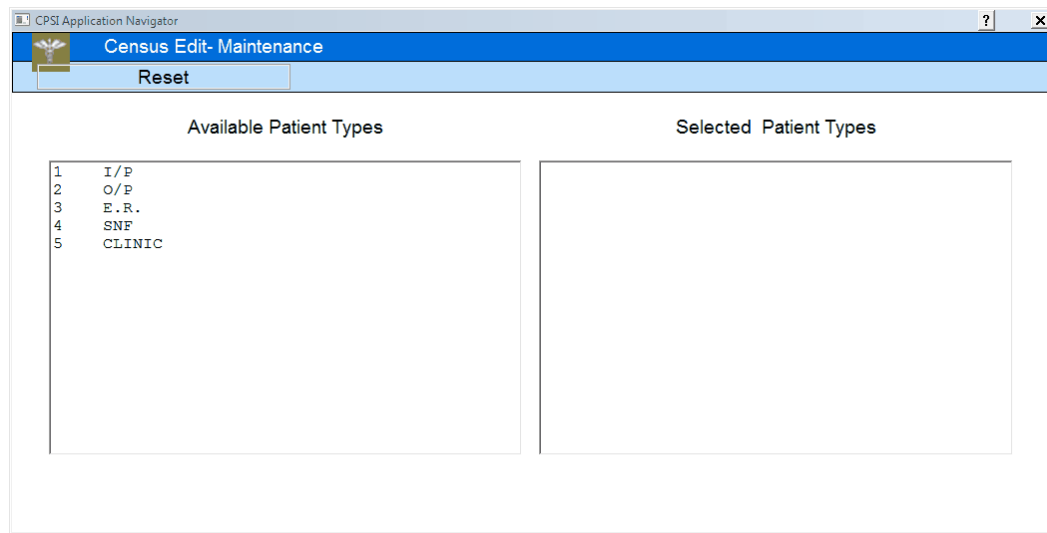 CPSI Application Navigator ? X
Census Edit- Maintenance
Reset
Available Patient Types
Selected Patient Types
1 I/P
2 O/P
3 E.R.
4 SNF
5 CLINIC